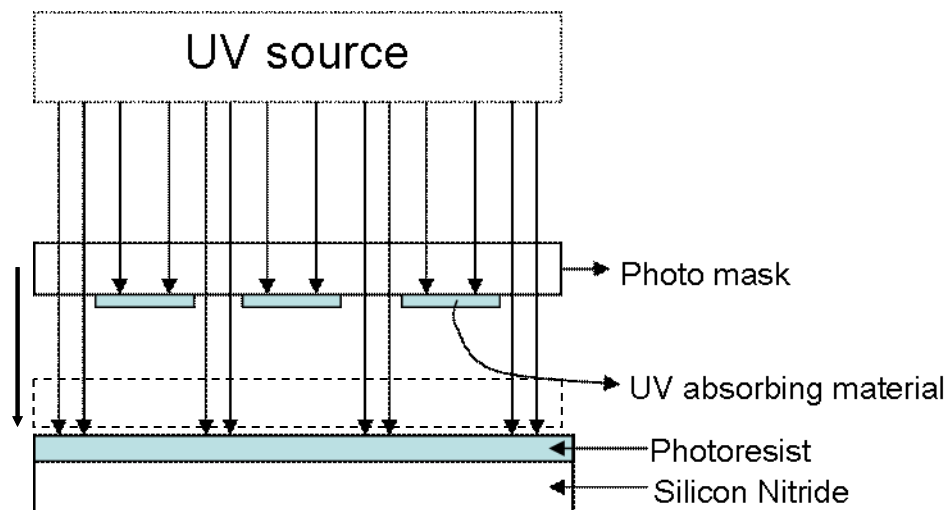 UV source
Photo mask
UV absorbing material
Photoresist
Silicon Nitride